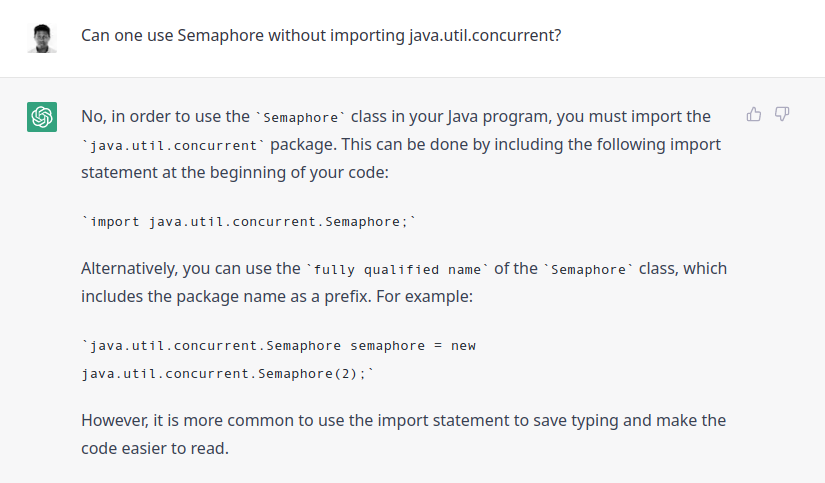 Can one use Semaphore without importing java.util.concurrent?
No, in order to use the `Semaphore` class in your Java program, you must import the
`java.util.concurrent` package. This can be done by including the following import
statement at the beginning of your code:
`import java.util.concurrent.Semaphore;`
Alternatively, you can use the `fully qualified name` of the `Semaphore` class, which
includes the package name as a prefix. For example:
`java.util.concurrent.Semaphore semaphore = new
java.util.concurrent.Semaphore(2);`
However, it is more common to use the import statement to save typing and make the
code easier to read.